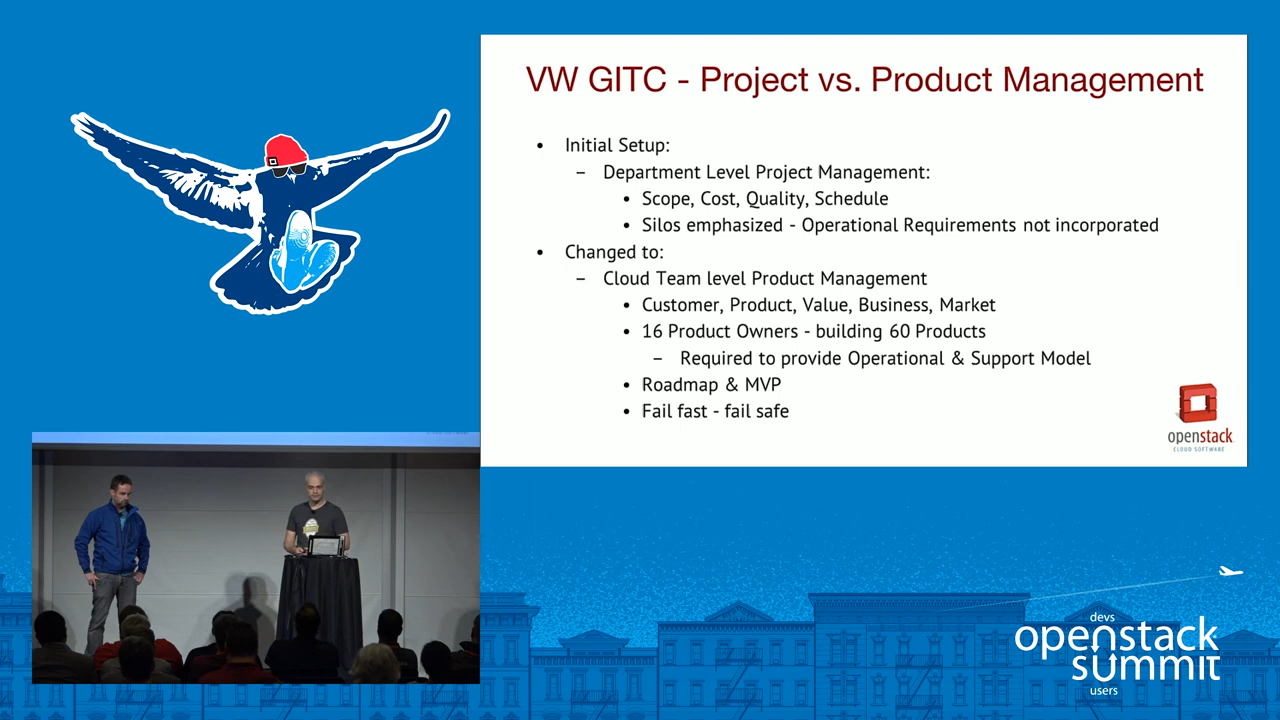 VW GITC - Project vs. Product Management
• Initial Setup:
– Department Level Project Management:
• Scope, Cost, Quality, Schedule
• Silos emphasized - Operational Requirements not incorporated
• Changed to:
– Cloud Team level Product Management
• Customer, Product, Value, Business, Market
• 16 Product Owners - building 60 Products
– Required to provide Operational & Support Model
• Roadmap & MVP
• Fail fast - fail safe
openstack
CLOUD SOFTWARE
devs
openstack
summit
users